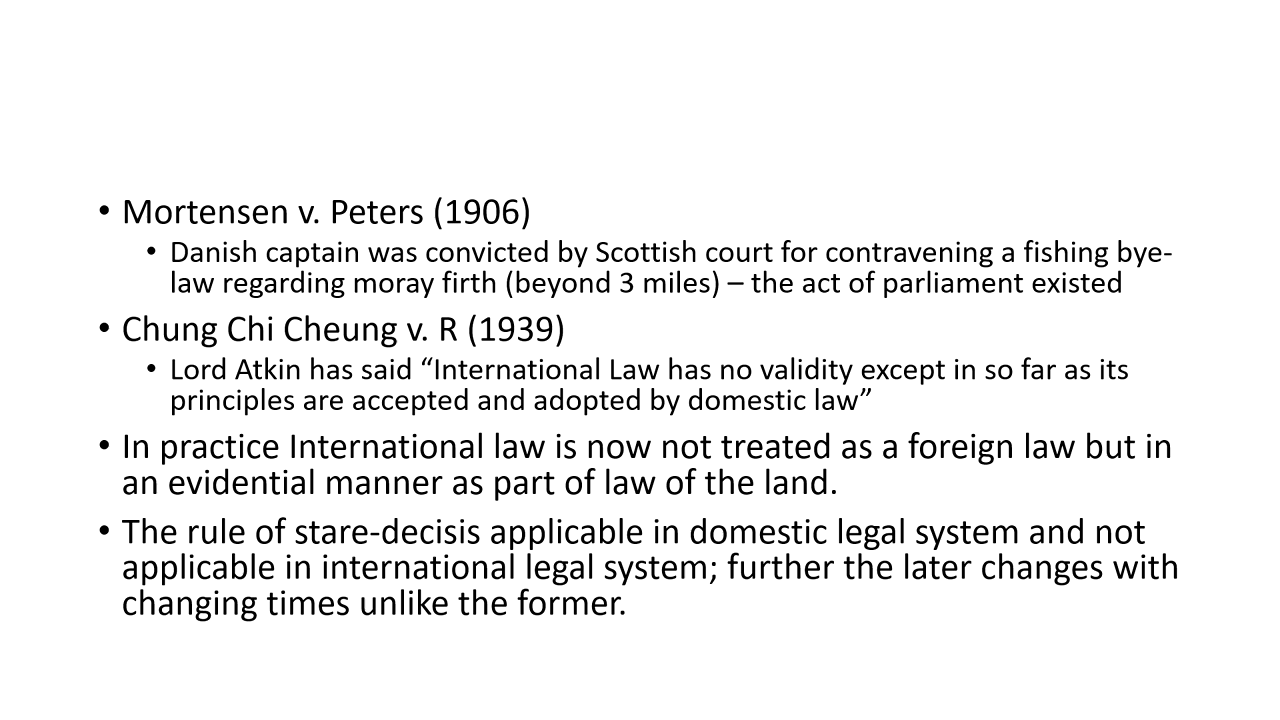 • Mortensen v. Peters (1906)
• Danish captain was convicted by Scottish court for contravening a fishing bye-
law regarding moray firth (beyond 3 miles) – the act of parliament existed
• Chung Chi Cheung v. R (1939)
• Lord Atkin has said “International Law has no validity except in so far as its
principles are accepted and adopted by domestic law”
• In practice International law is now not treated as a foreign law but in
an evidential manner as part of law of the land.
• The rule of stare-decisis applicable in domestic legal system and not
applicable in international legal system; further the later changes with
changing times unlike the former.